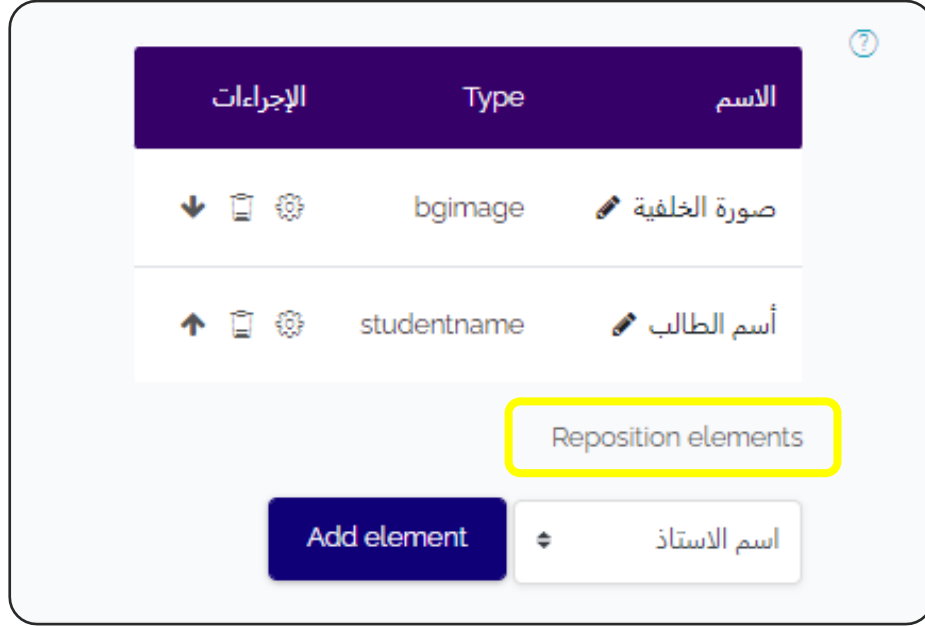 الاسم Type الإجراءات
صورة الخلفية bgimage
أسم الطالب studentname
Reposition elements
اسم الاستاذ Add element